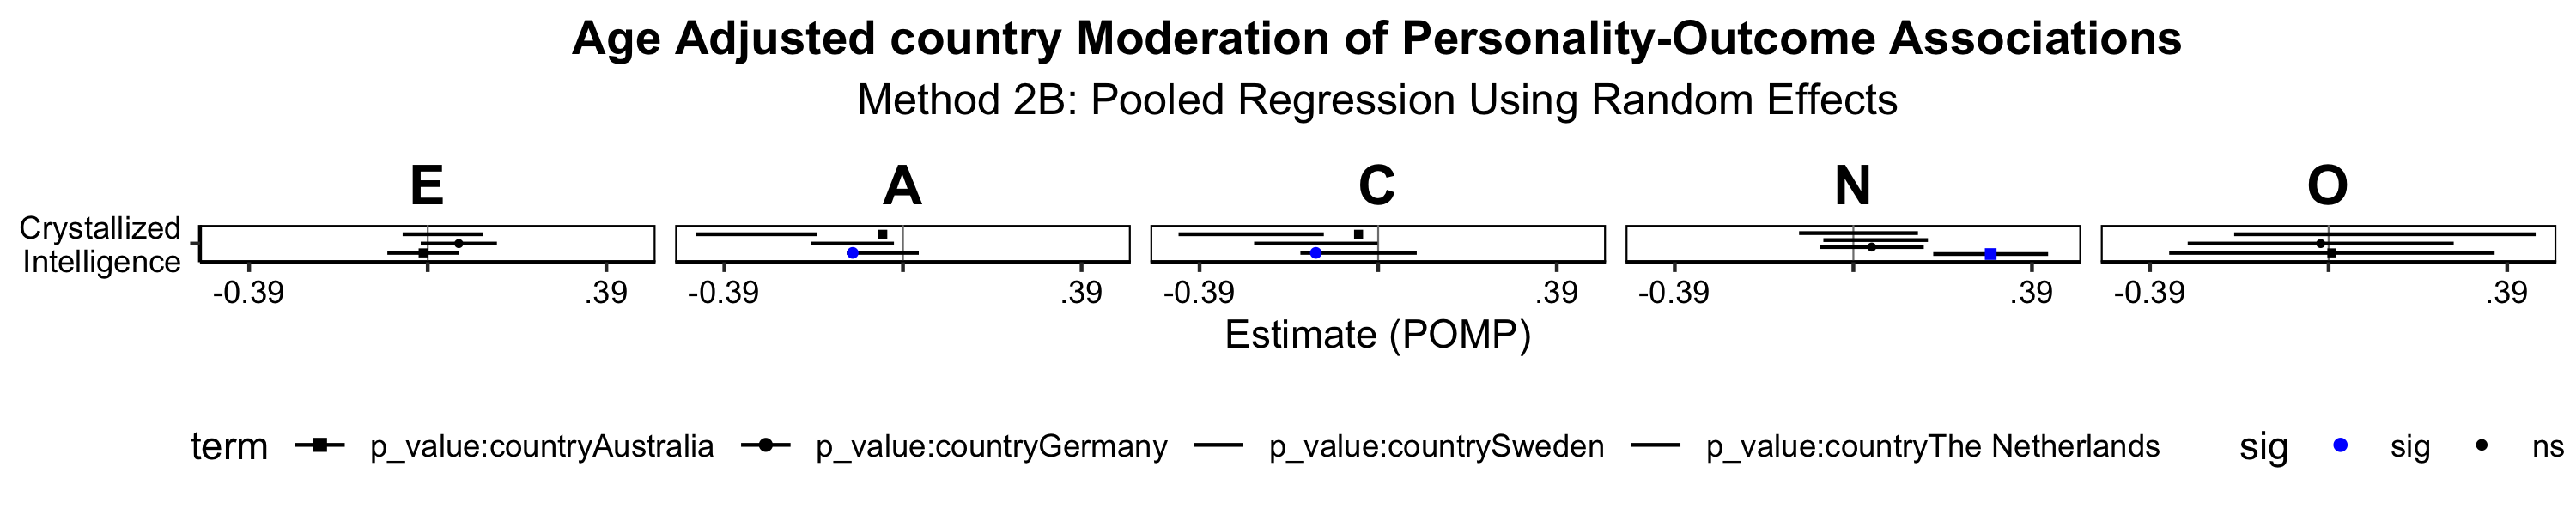 Age Adjusted country Moderation of Personality-Outcome Associations
Method 2B: Pooled Regression Using Random Effects
E A C N O
Crystallized
Intelligence
-0.39 .39 -0.39 .39 -0.39 .39 -0.39 .39 -0.39 .39
Estimate (POMP)
term p_value:countryAustralia p_value:countryGermany p_value:countrySweden p_value:countryThe Netherlands sig sig ns